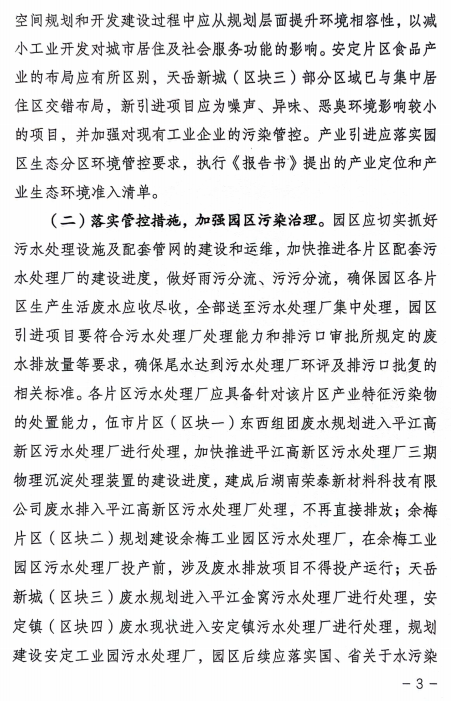 空间规划和开发建设过程中应从规划层面提升环境相容性，以减
小工业开发对城市居住及社会服务功能的影响。安定片区食品产
业的布局应有所区别，天岳新城（区块三）部分区域已与集中居
住区交错布局，新引进项目应为噪声、异味、恶臭环境影响较小
的项目，并加强对现有工业企业的污染管控。产业引进应落实园
区生态分区环境管控要求，执行《报告书》提出的产业定位和产
业生态环境准入清单。
（二）落实管控措施，加强园区污染治理。园区应切实抓好
污水处理设施及配套管网的建设和运维，加快推进各片区配套污
水处理厂的建设进度，做好雨污分流、污污分流，确保园区各片
区生产生活废水应收尽收，全部送至污水处理厂集中处理，园区
引进项目要符合污水处理厂处理能力和排污口审批所规定的废
水排放量等要求，确保尾水达到污水处理厂环评及排污口批复的
相关标准。各片区污水处理厂应具备针对该片区产业特征污染物
的处置能力，伍市片区（区块一）东西组团废水规划进入平江高
新区污水处理厂进行处理，加快推进平江高新区污水处理厂三期
物理沉淀处理装置的建设进度，建成后湖南荣泰新材料科技有限
公司废水排入平江高新区污水处理厂处理，不再直接排放；余梅
片区（区块二）规划建设余梅工业园区污水处理厂，在余梅工业
园区污水处理厂投产前，涉及废水排放项目不得投产运行；天岳
新城（区块三）废水规划进入平江金窝污水处理厂进行处理，安
定镇（区块四）废水现状进入安定镇污水处理厂进行处理，规划
建设安定工业园污水处理厂，园区后续应落实国、省关于水污染
- 3 -